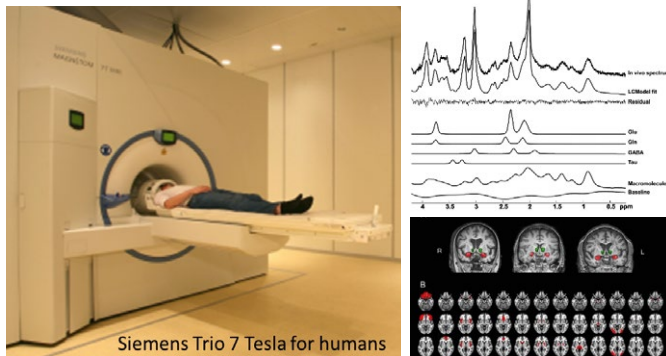 MAGNETOM
Siemens Trio 7 Tesla for humans
In vivo spectrum
LCModel fit
Residual
Glu
Gln
GABA
Tau
Macromolecules
Baseline
4 3.5 3 2.5 2 1.5 1 0.5 ppm
R
L
B